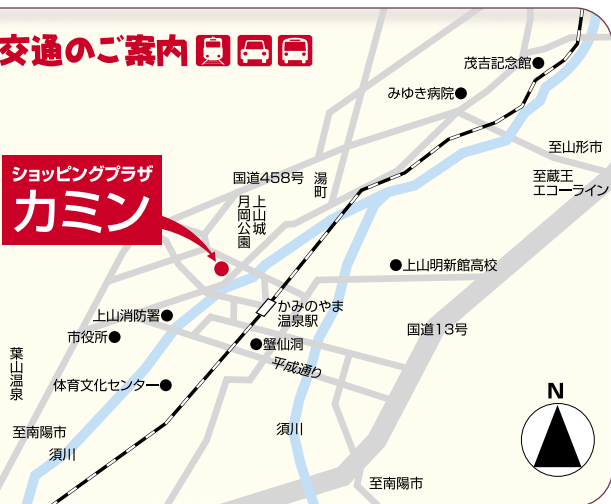 交通のご案内
茂吉記念館
みゆき病院
至山形市
至蔵王
エコーライン
ショッピングプラザ
カミン
国道458号
湯町
上山城
月岡公園
上山明新館高校
かみのやま
温泉駅
上山消防署
市役所
国道13号
蟹仙洞
平成通り
葉山温泉
体育文化センター
N
至南陽市
須川
須川
至南陽市